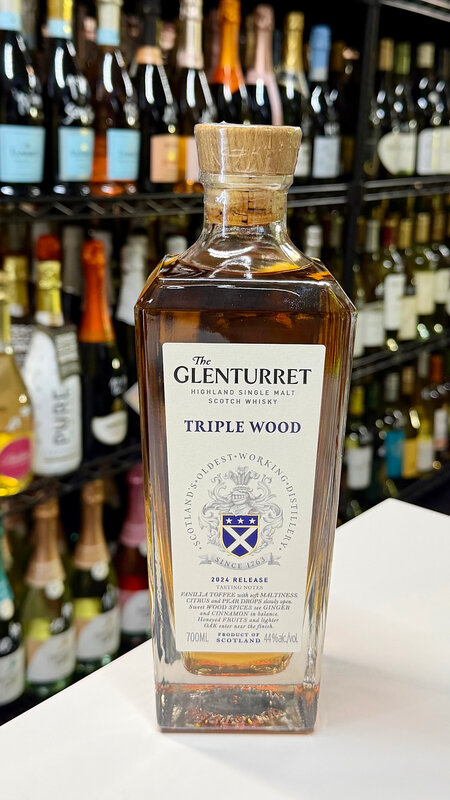 The
GLENTURRET
HIGHLAND SINGLE MALT
SCOTCH WHISKY
TRIPLE WOOD
·SCOTLAND'S·OLDEST·WORKING·DISTILLERY·
SINCE 1763
2024 RELEASE
TASTING NOTES
VANILLA TOFFEE with soft MALTINESS.
CITRUS and PEAR DROPS slowly open.
Sweet WOOD SPICES see GINGER
and CINNAMON in balance.
Honeyed FRUITS and lighter
OAK enter near the finish.
700ML PRODUCT OF SCOTLAND 44%alc./vol.
PURE